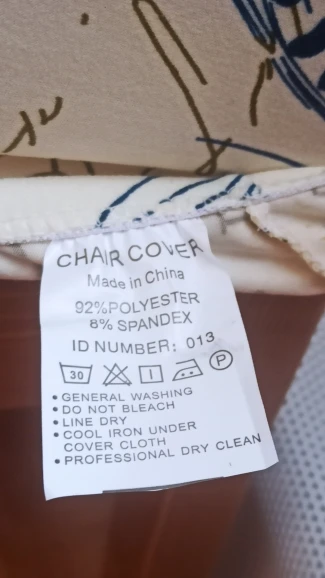 CHAIR COVER
Made in China
92%POLYESTER
8% SPANDEX
ID NUMBER: 013
30 P
• GENERAL WASHING
• DO NOT BLEACH
• LINE DRY
• COOL IRON UNDER
COVER CLOTH
• PROFESSIONAL DRY CLEAN